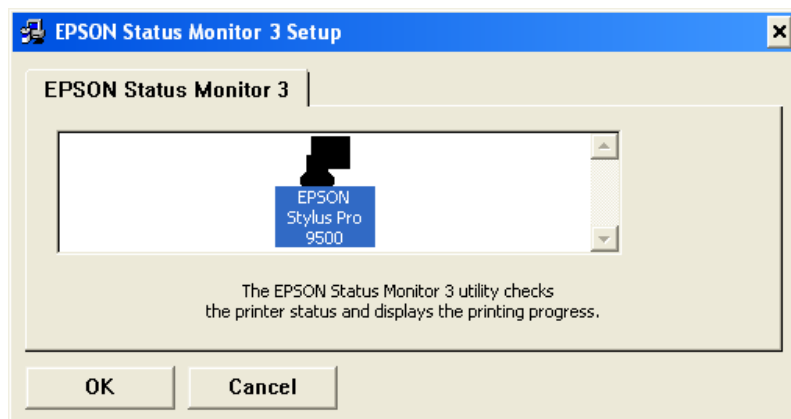 EPSON Status Monitor 3 Setup
EPSON Status Monitor 3
EPSON
Stylus Pro
9500
The EPSON Status Monitor 3 utility checks
the printer status and displays the printing progress.
OK Cancel